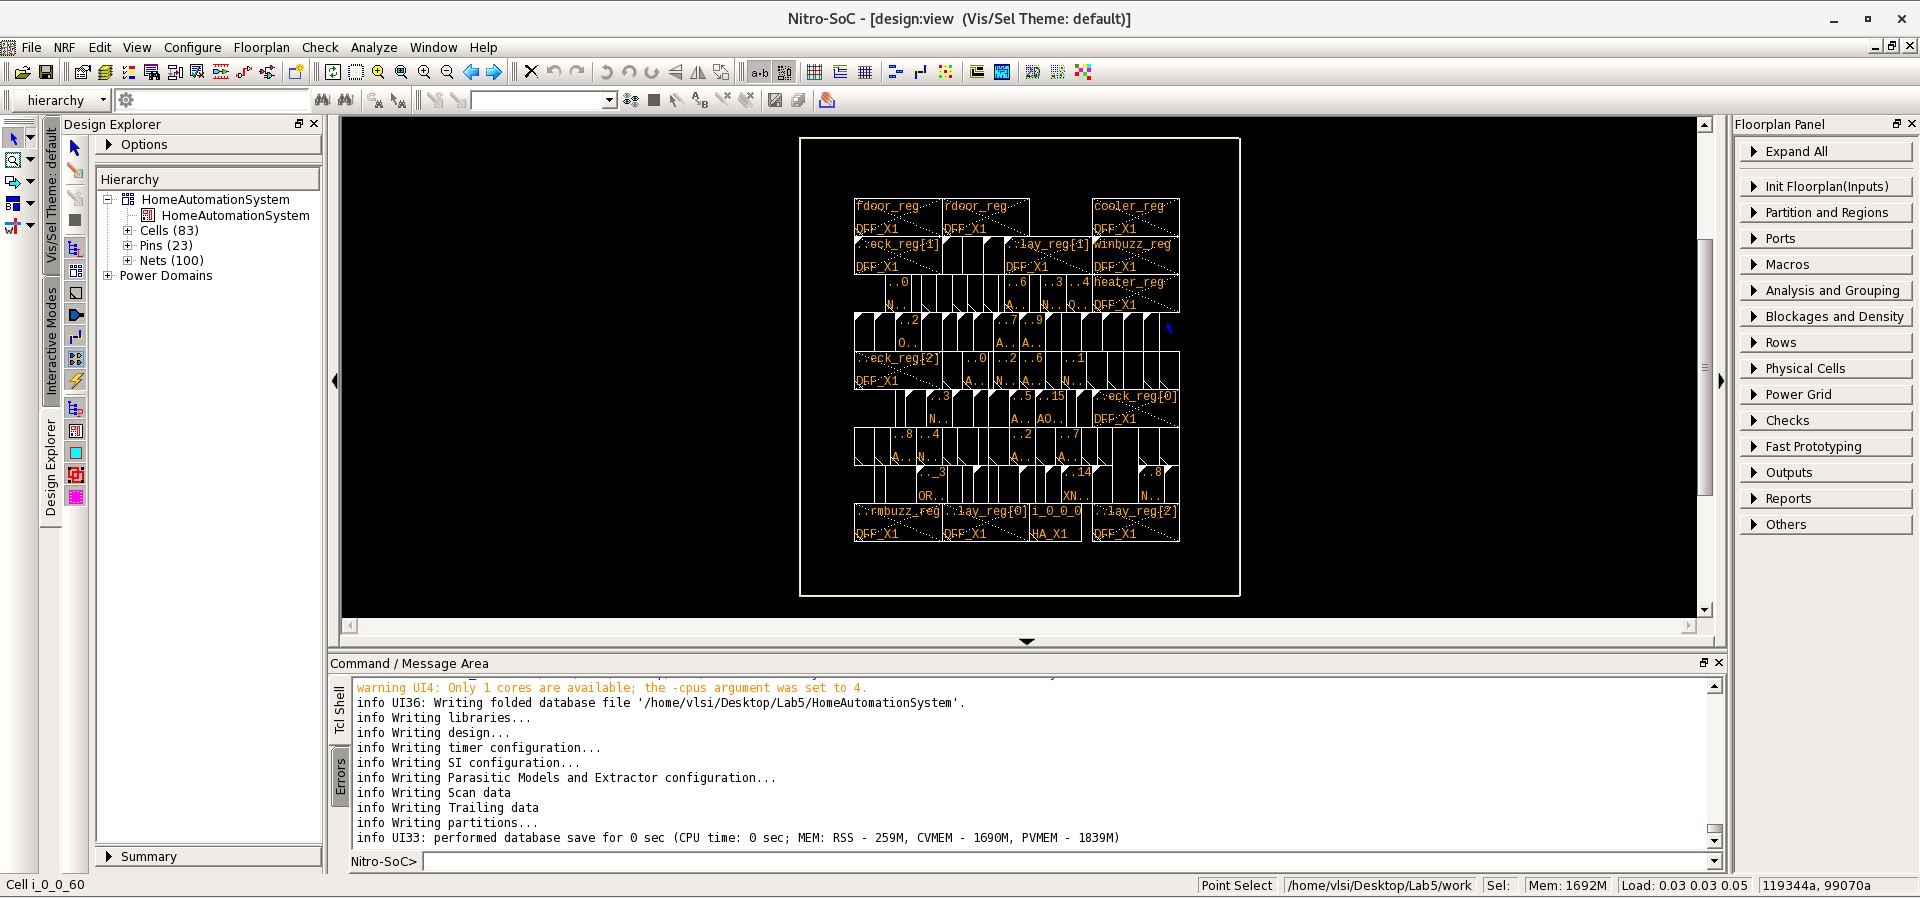 Nitro-SoC - [design:view (Vis/Sel Theme: default)]
File NRF Edit View Configure Floorplan Check Analyze Window Help
hierarchy
Vis/Sel Theme: default
Interactive Modes
Design Explorer
Design Explorer
Options
Hierarchy
HomeAutomationSystem
HomeAutomationSystem
Cells (83)
Pins (23)
Nets (100)
Power Domains
Summary
fdoor_reg rdoor_reg cooler_reg
DFF_X1 DFF_X1 DFF_X1
..eck_reg[1] ..lay_reg[1] winbuzz_reg
DFF_X1 DFF_X1 DFF_X1
..0 ..6 ..3 ..4 heater_reg
N.. A.. N.. O.. DFF_X1
..2 ..7 ..9
O.. A.. A..
..eck_reg[2] ..0 ..2 ..6 ..1
DFF_X1 A.. N.. A.. N..
..3 ..5 ..15 ..eck_reg[0]
N.. A.. AO.. DFF_X1
..8 ..4 ..2 ..7
A.. N.. A.. A..
.._3 ..14 ..8
OR.. XN.. N..
..rmbuzz_reg ..lay_reg[0] i_0_0_0 ..lay_reg[2]
DFF_X1 DFF_X1 HA_X1 DFF_X1
Floorplan Panel
Expand All
Init Floorplan(Inputs)
Partition and Regions
Ports
Macros
Analysis and Grouping
Blockages and Density
Rows
Physical Cells
Power Grid
Checks
Fast Prototyping
Outputs
Reports
Others
Command / Message Area
Tcl Shell
Errors
warning UI4: Only 1 cores are available; the -cpus argument was set to 4.
info UI36: Writing folded database file '/home/vlsi/Desktop/Lab5/HomeAutomationSystem'.
info Writing libraries...
info Writing design...
info Writing timer configuration...
info Writing SI configuration...
info Writing Parasitic Models and Extractor configuration...
info Writing Scan data
info Writing Trailing data
info Writing partitions...
info UI33: performed database save for 0 sec (CPU time: 0 sec; MEM: RSS - 259M, CVMEM - 1690M, PVMEM - 1839M)
Nitro-SoC>
Cell i_0_0_60
Point Select /home/vlsi/Desktop/Lab5/work Sel: Mem: 1692M Load: 0.03 0.03 0.05 119344a, 99070a